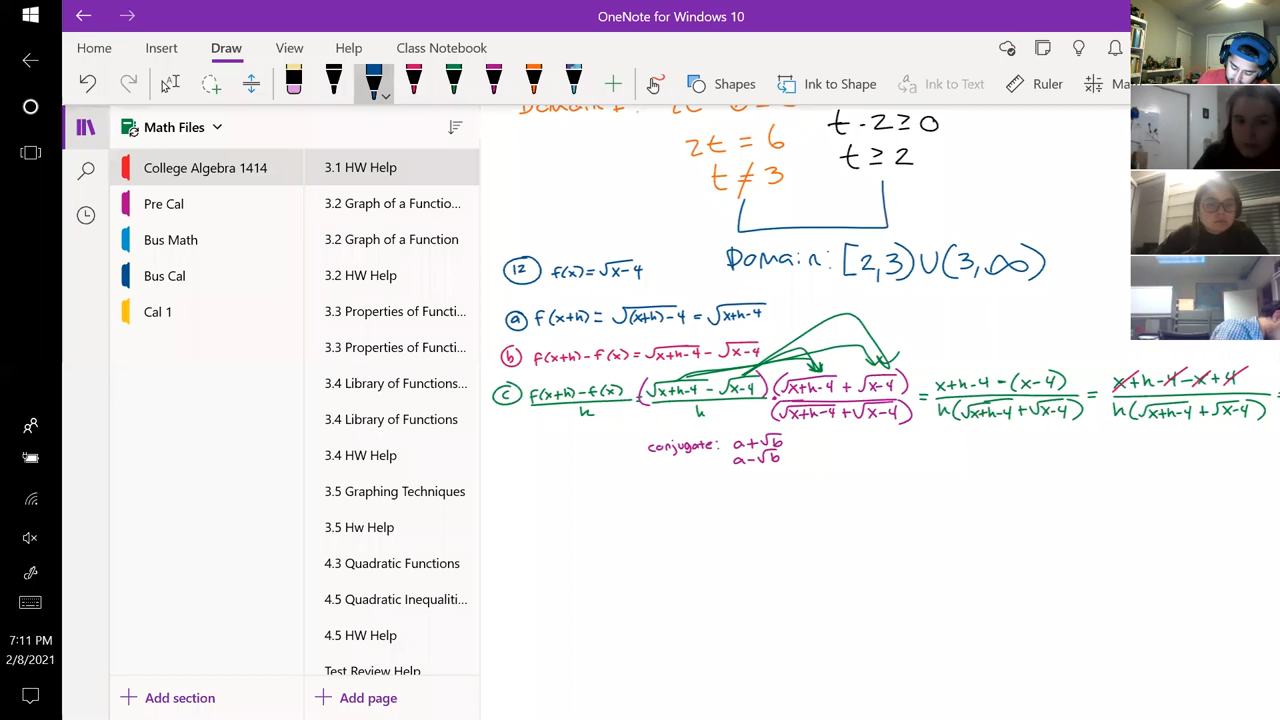 OneNote for Windows 10
Home Insert Draw View Help Class Notebook
Shapes Ink to Shape Ink to Text Ruler Ma
Math Files
College Algebra 1414
Pre Cal
Bus Math
Bus Cal
Cal 1
3.1 HW Help
3.2 Graph of a Functio...
3.2 Graph of a Function
3.2 HW Help
3.3 Properties of Functi...
3.3 Properties of Functi...
3.4 Library of Functions...
3.4 Library of Functions
3.4 HW Help
3.5 Graphing Techniques
3.5 Hw Help
4.3 Quadratic Functions
4.5 Quadratic Inequaliti...
4.5 HW Help
Test Review Help
Add section
Add page
7:11 PM
2/8/2021
t - 2 ≥ 0
2t = 6
t ≥ 2
t ≠ 3
Domain: [2,3) ∪ (3,∞)
12 f(x) = √(x-4)
a f(x+h) = √((x+h)-4) = √(x+h-4)
b f(x+h) - f(x) = √(x+h-4) - √(x-4)
c (f(x+h) - f(x))/h = (√(x+h-4) - √(x-4))/h · (√(x+h-4) + √(x-4))/(√(x+h-4) + √(x-4)) = (x+h-4-(x-4))/(h(√(x+h-4) + √(x-4))) = (x+h-4-x+4)/(h(√(x+h-4) + √(x-4))) =
conjugate: a+√b
a-√b